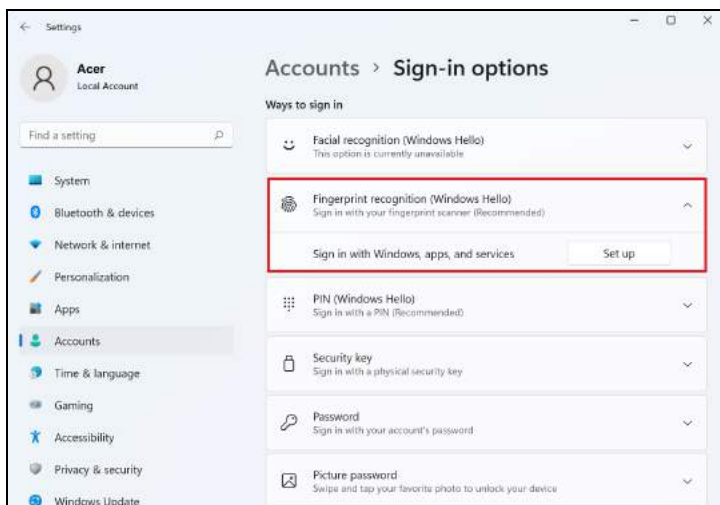 Settings
Acer
Local Account
Find a setting
System
Bluetooth & devices
Network & internet
Personalization
Apps
Accounts
Time & language
Gaming
Accessibility
Privacy & security
Windows Update
Accounts > Sign-in options
Ways to sign in
Facial recognition (Windows Hello)
This option is currently unavailable
Fingerprint recognition (Windows Hello)
Sign in with your fingerprint scanner (Recommended)
Sign in with Windows, apps, and services
Set up
PIN (Windows Hello)
Sign in with a PIN (Recommended)
Security key
Sign in with a physical security key
Password
Sign in with your account's password
Picture password
Swipe and tap your favorite photo to unlock your device